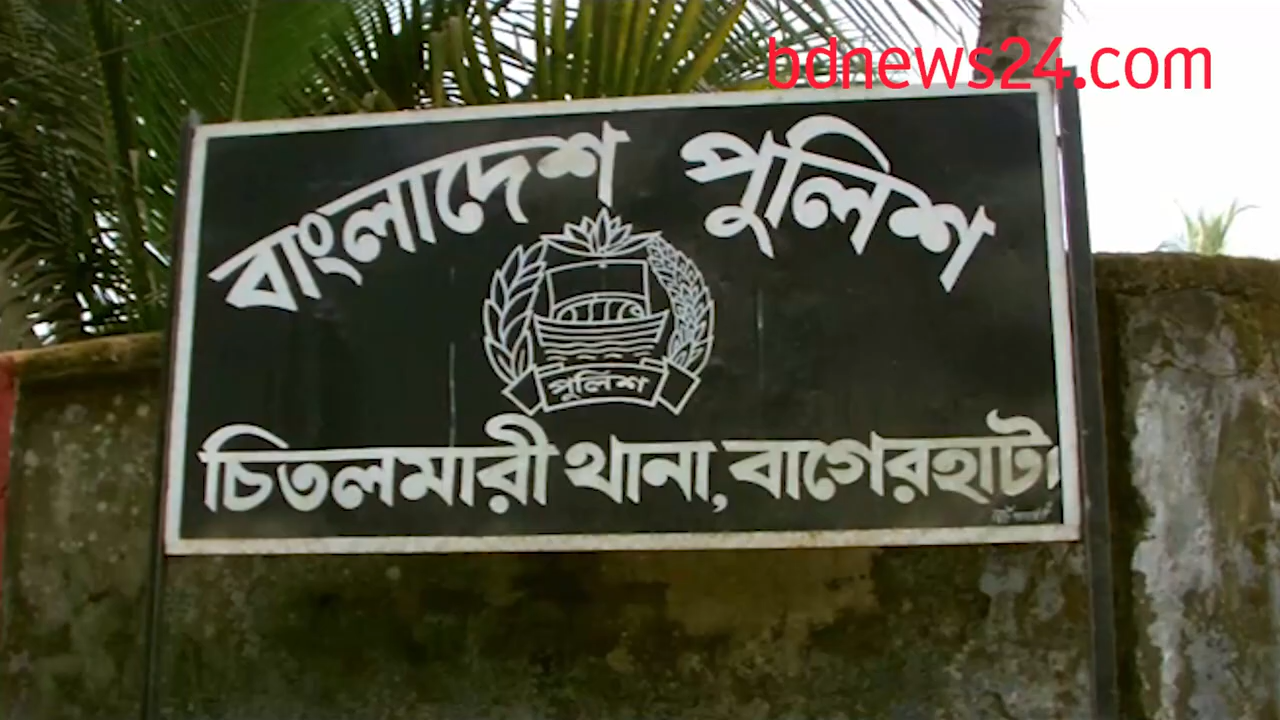 bdnews24.com
বাংলাদেশ পুলিশ
পুলিশ
চিতলমারী থানা, বাগেরহাট।